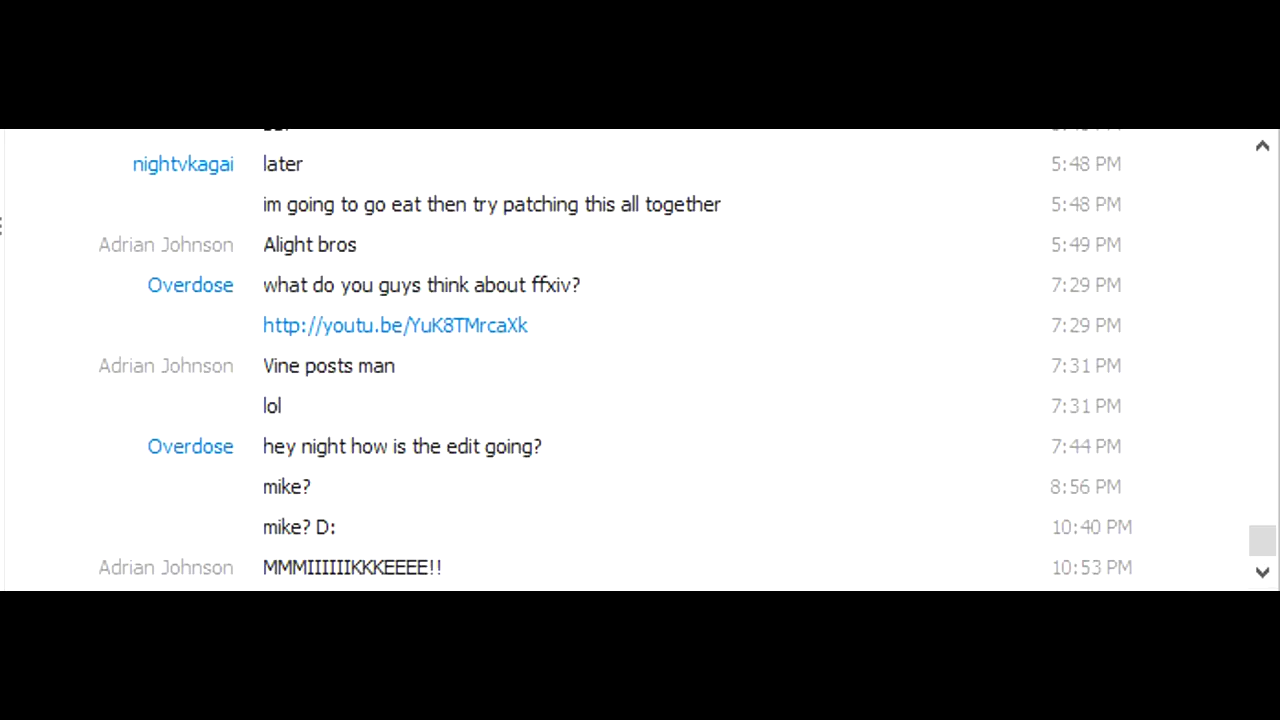 nightvkagai later 5:48 PM
im going to go eat then try patching this all together 5:48 PM
Adrian Johnson Alight bros 5:49 PM
Overdose what do you guys think about ffxiv? 7:29 PM
http://youtu.be/YuK8TMrcaXk 7:29 PM
Adrian Johnson Vine posts man 7:31 PM
lol 7:31 PM
Overdose hey night how is the edit going? 7:44 PM
mike? 8:56 PM
mike? D: 10:40 PM
Adrian Johnson MMMIIIIIIKKKEEEE!! 10:53 PM